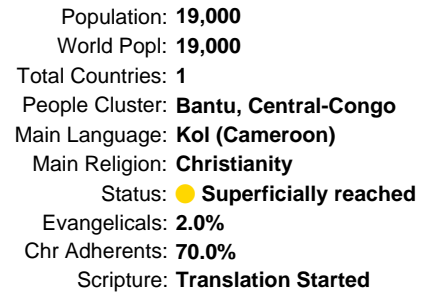 Population: 19,000
World Popl: 19,000
Total Countries: 1
People Cluster: Bantu, Central-Congo
Main Language: Kol (Cameroon)
Main Religion: Christianity
Status: Superficially reached
Evangelicals: 2.0%
Chr Adherents: 70.0%
Scripture: Translation Started